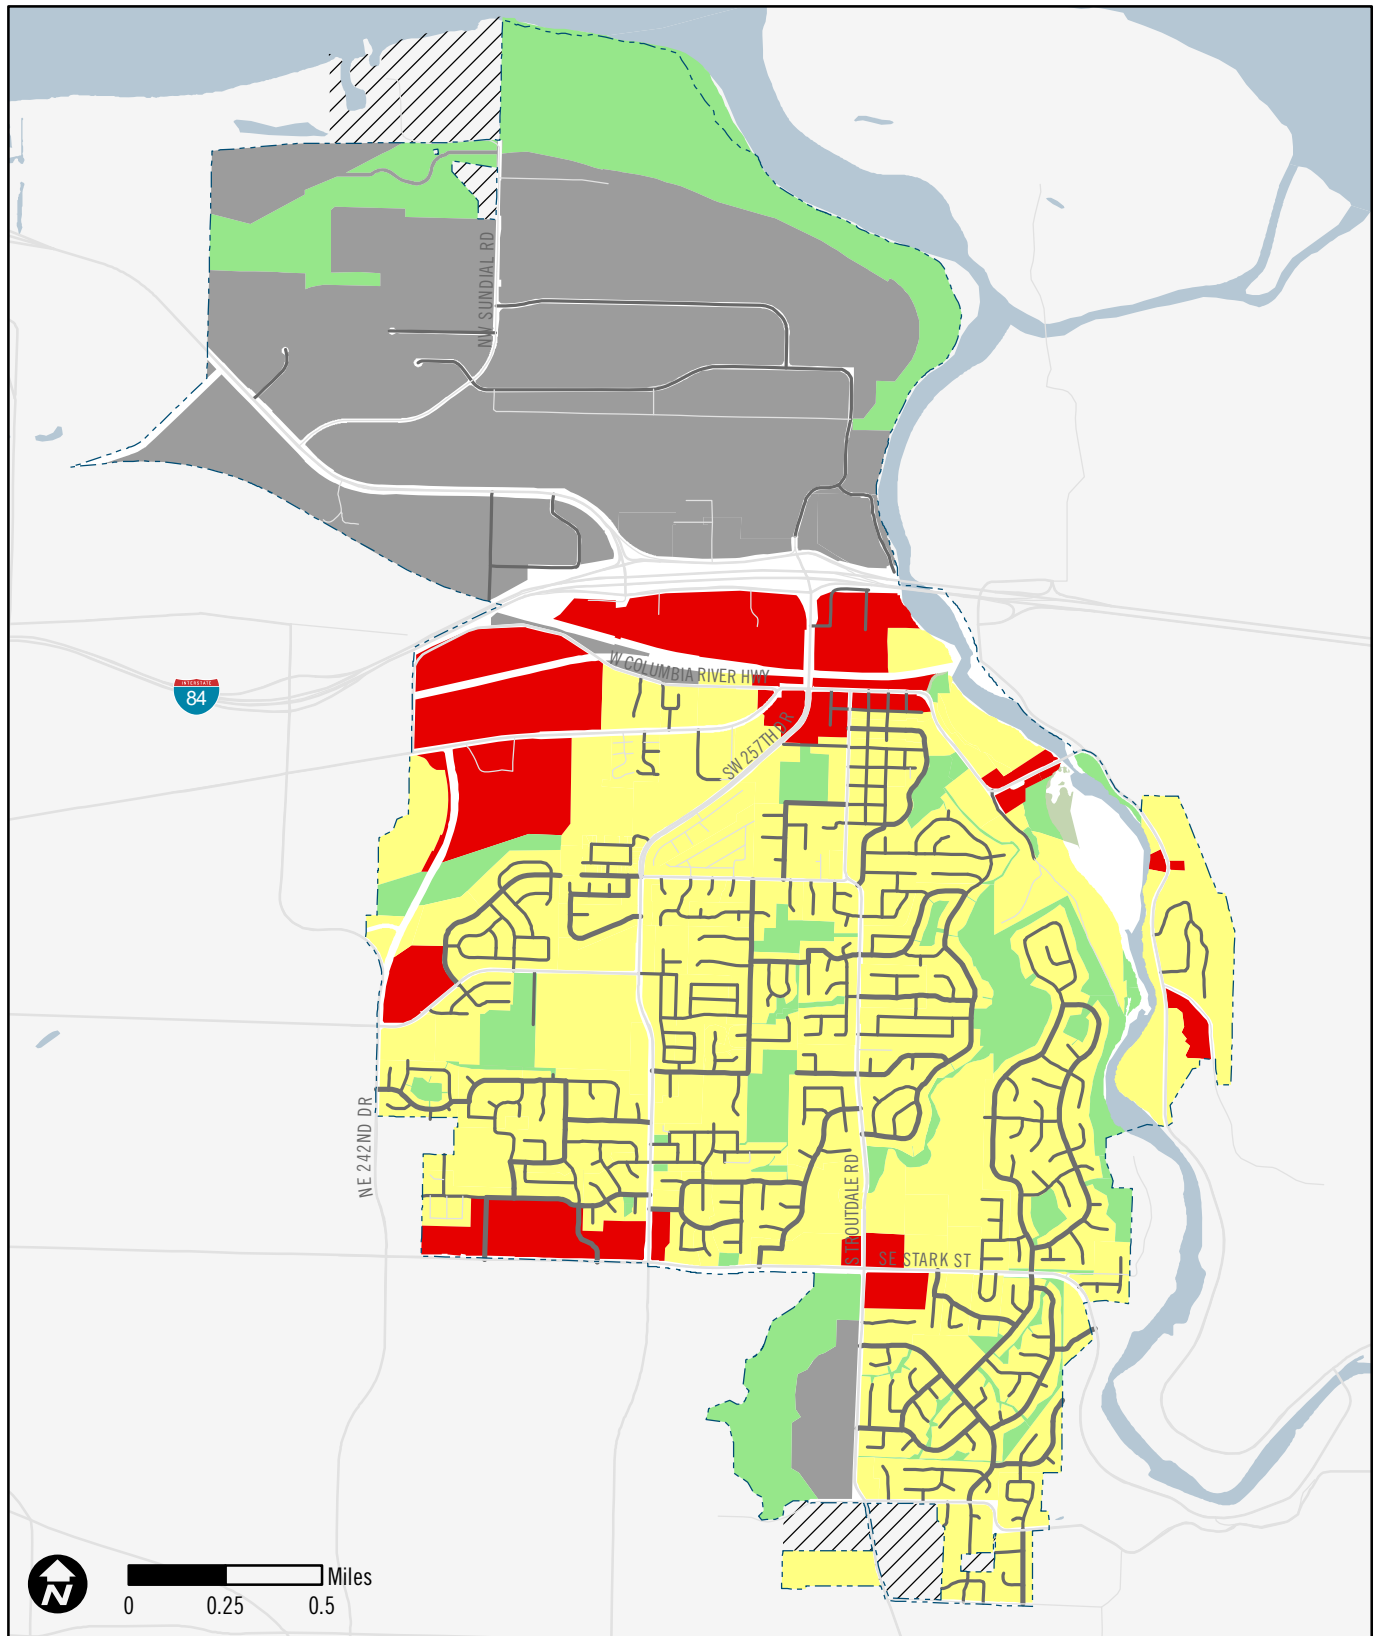 NW SUNDIAL RD
W COLUMBIA RIVER HWY
INTERSTATE
84
SW 257TH DR
NE 242ND DR
S TROUTDALE RD
SE STARK ST
N
Miles
0 0.25 0.5